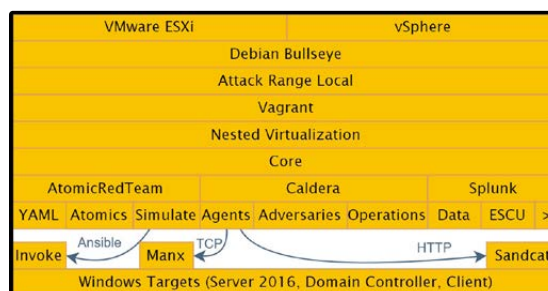 VMware ESXi vSphere
Debian Bullseye
Attack Range Local
Vagrant
Nested Virtualization
Core
AtomicRedTeam Caldera Splunk
YAML Atomics Simulate Agents Adversaries Operations Data ESCU >
Ansible TCP HTTP
Invoke Manx Sandcat
Windows Targets (Server 2016, Domain Controller, Client)